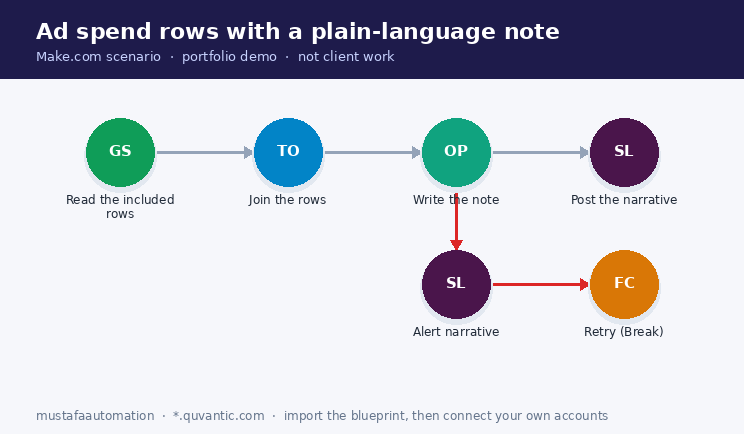 Ad spend rows with a plain-language note
Make.com scenario · portfolio demo · not client work
GS
TO
OP
SL
Read the included
rows
Join the rows
Write the note
Post the narrative
SL
FC
Alert narrative
Retry (Break)
mustafaautomation · *.quvantic.com · import the blueprint, then connect your own accounts